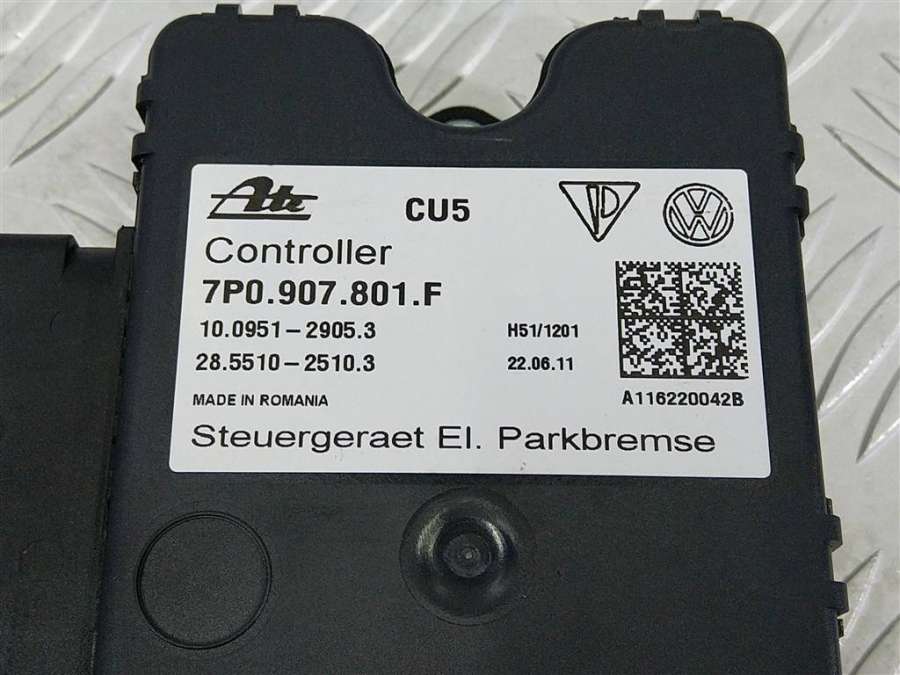 Ate CU5
Controller
7P0.907.801.F
10.0951-2905.3 H51/1201
28.5510-2510.3 22.06.11
MADE IN ROMANIA A116220042B
Steuergeraet El. Parkbremse